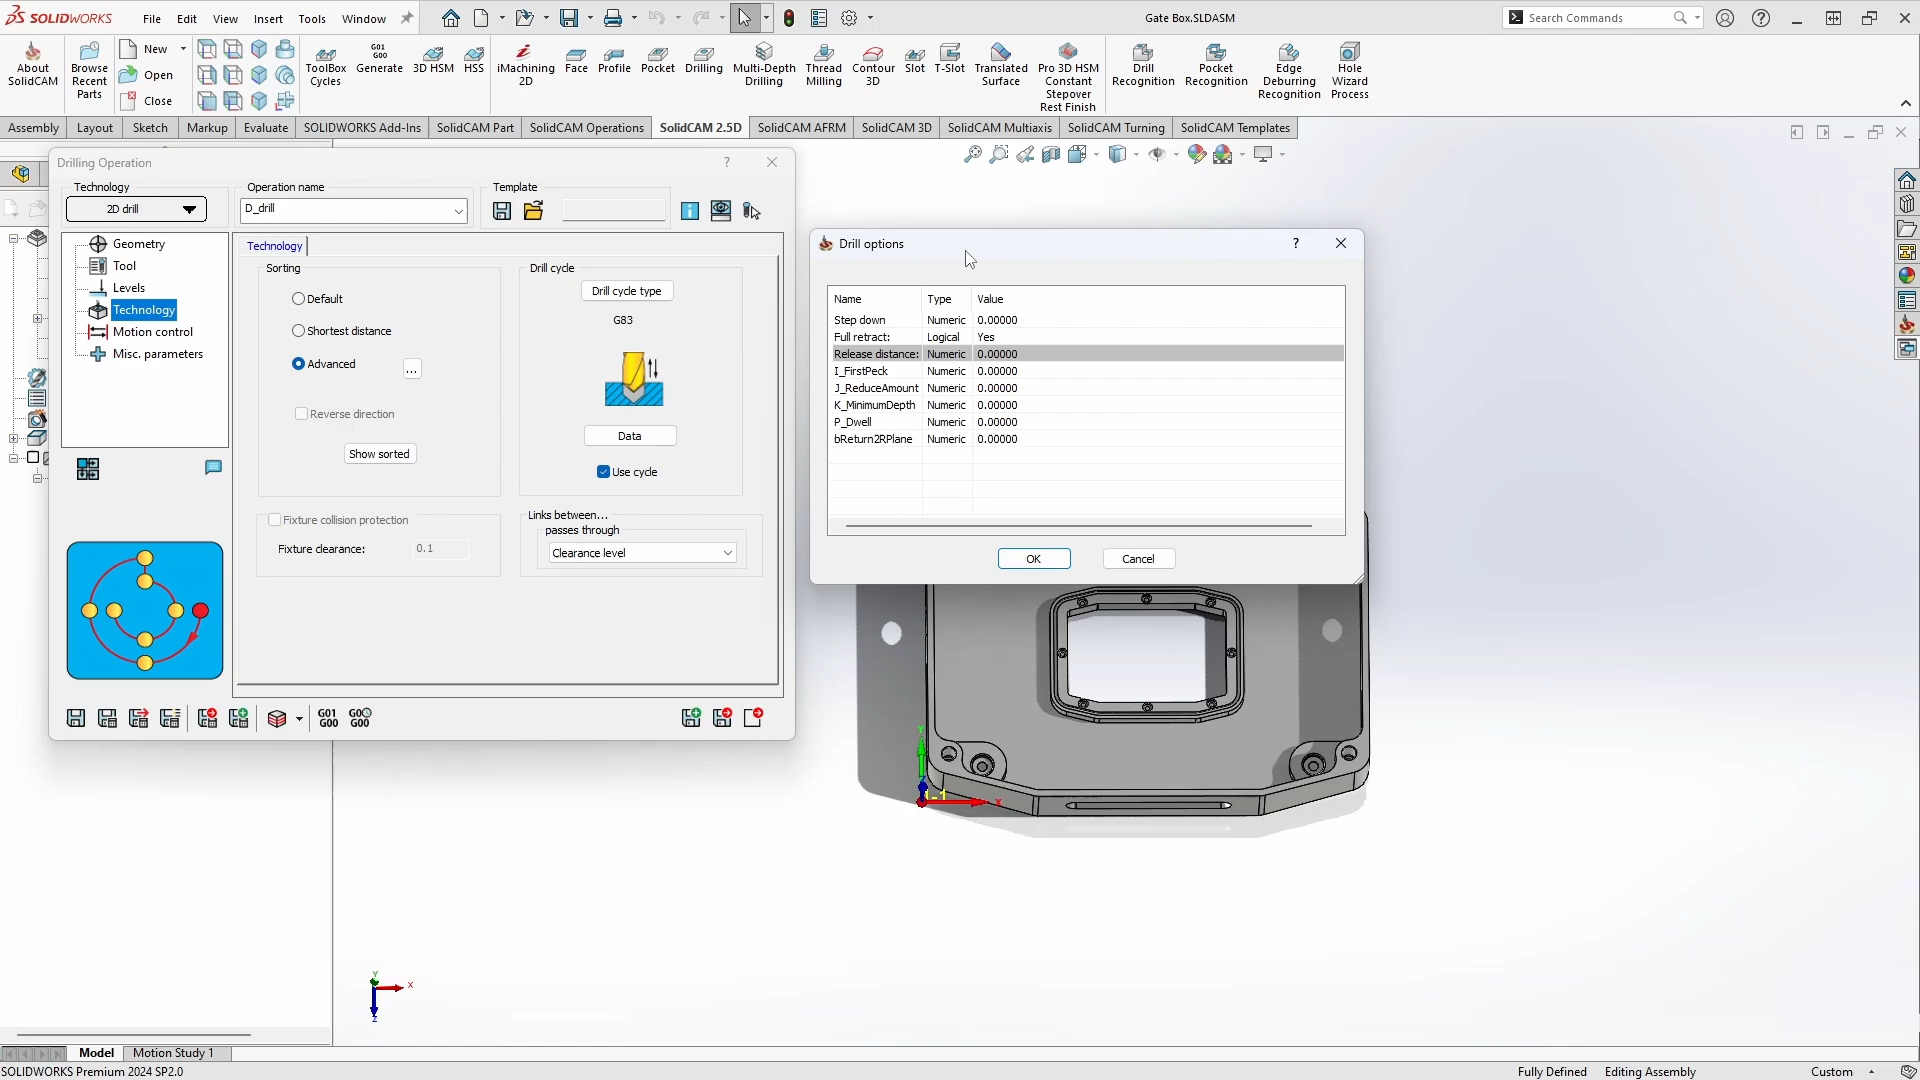 SOLIDWORKS File Edit View Insert Tools Window Gate Box.SLDASM Search Commands
About SolidCAM
Browse Recent Parts
New
Open
Close
ToolBox Cycles
G01 G00 Generate
3D HSM
HSS
iMachining 2D
Face
Profile
Pocket
Drilling
Multi-Depth Drilling
Thread Milling
Contour 3D
Slot
T-Slot
Translated Surface
Pro 3D HSM Constant Stepover Rest Finish
Drill Recognition
Pocket Recognition
Edge Deburring Recognition
Hole Wizard Process
Assembly Layout Sketch Markup Evaluate SOLIDWORKS Add-Ins SolidCAM Part SolidCAM Operations SolidCAM 2.5D SolidCAM AFRM SolidCAM 3D SolidCAM Multiaxis SolidCAM Turning SolidCAM Templates
Drilling Operation ?
Technology
2D drill
Operation name
D_drill
Template
Geometry
Tool
Levels
Technology
Motion control
Misc. parameters
Technology
Sorting
Default
Shortest distance
Advanced ...
Reverse direction
Show sorted
Drill cycle
Drill cycle type
G83
Data
Use cycle
Fixture collision protection
Fixture clearance: 0.1
Links between...
passes through
Clearance level
G01 G00
G0 G00
Drill options ?
Name Type Value
Step down Numeric 0.00000
Full retract: Logical Yes
Release distance: Numeric 0.00000
I_FirstPeck Numeric 0.00000
J_ReduceAmount Numeric 0.00000
K_MinimumDepth Numeric 0.00000
P_Dwell Numeric 0.00000
bReturn2RPlane Numeric 0.00000
OK Cancel
Y
1-1
X
Y
X
Z
Model Motion Study 1
SOLIDWORKS Premium 2024 SP2.0 Fully Defined Editing Assembly Custom